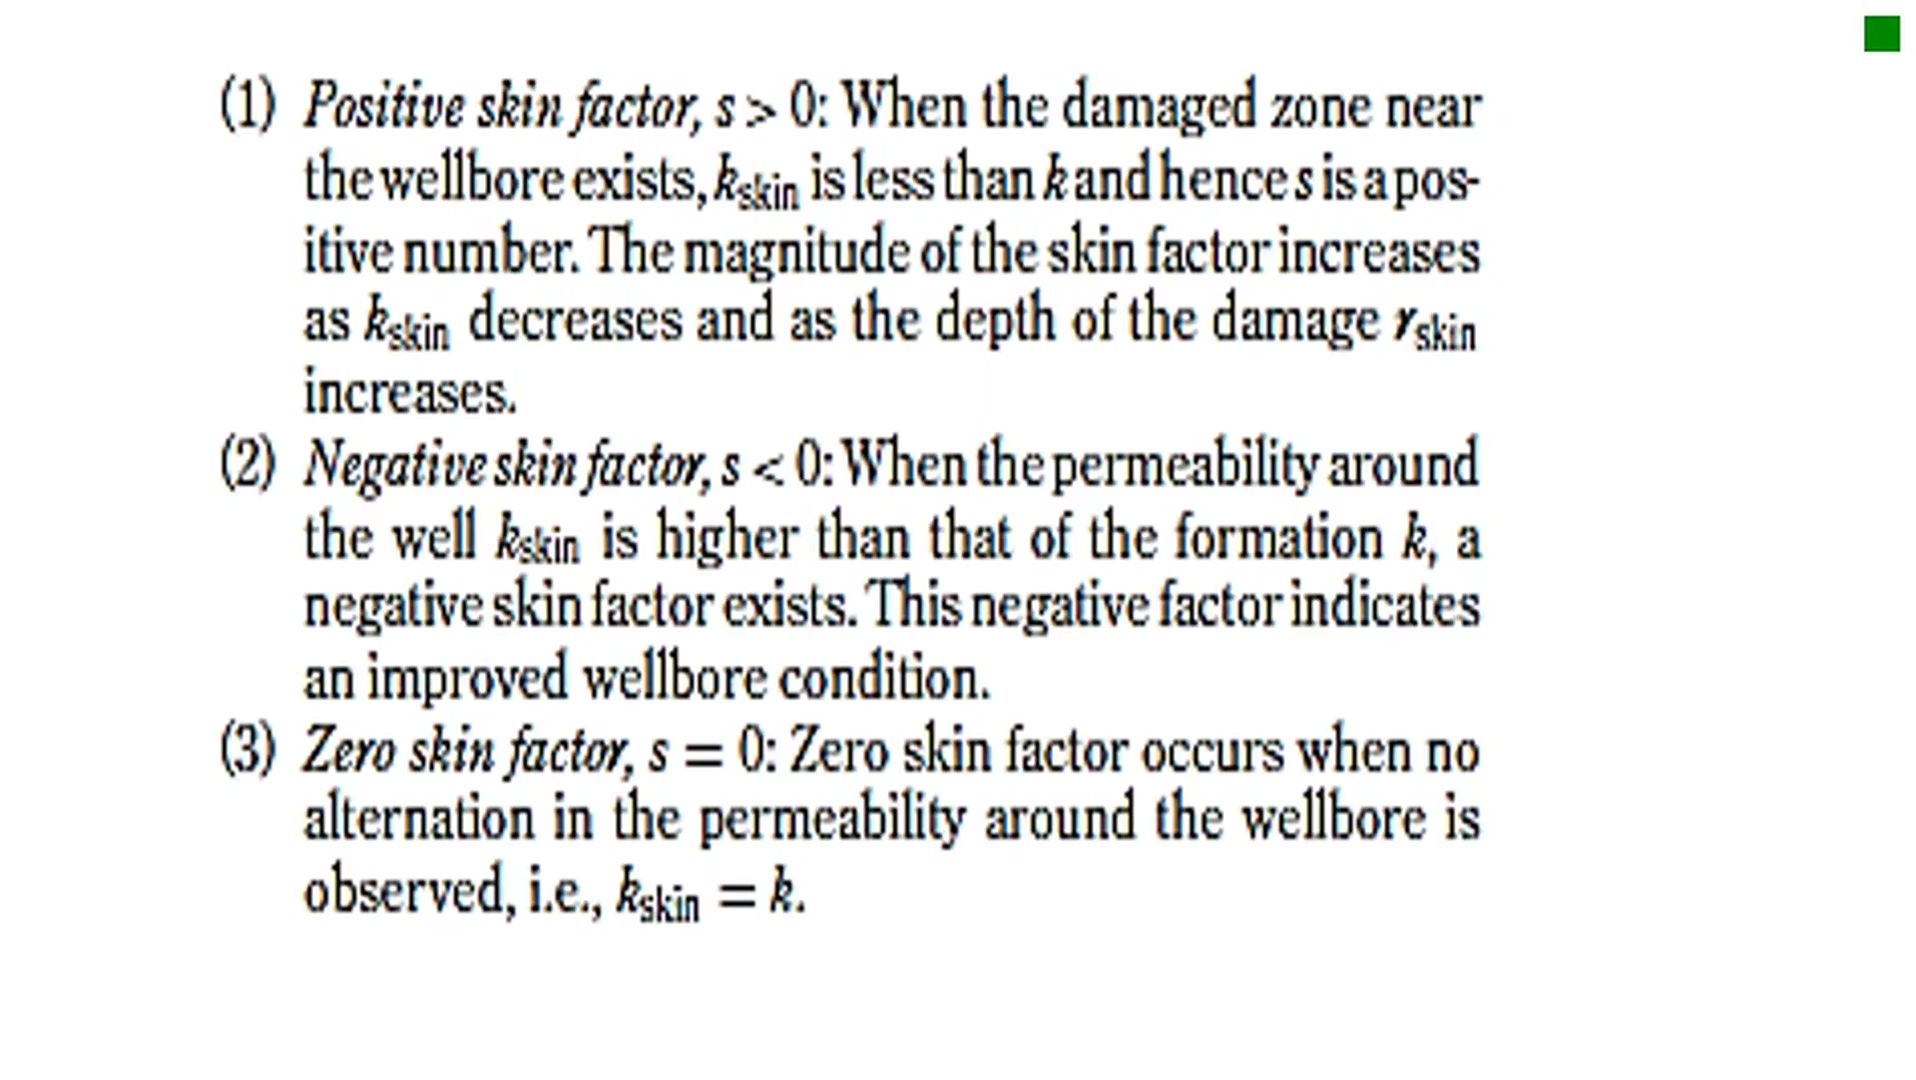 (1) Positive skin factor, s > 0: When the damaged zone near
the wellbore exists, kskin is less than k and hence s is a pos-
itive number. The magnitude of the skin factor increases
as kskin decreases and as the depth of the damage rskin
increases.
(2) Negative skin factor, s < 0: When the permeability around
the well kskin is higher than that of the formation k, a
negative skin factor exists. This negative factor indicates
an improved wellbore condition.
(3) Zero skin factor, s = 0: Zero skin factor occurs when no
alternation in the permeability around the wellbore is
observed, i.e., kskin = k.